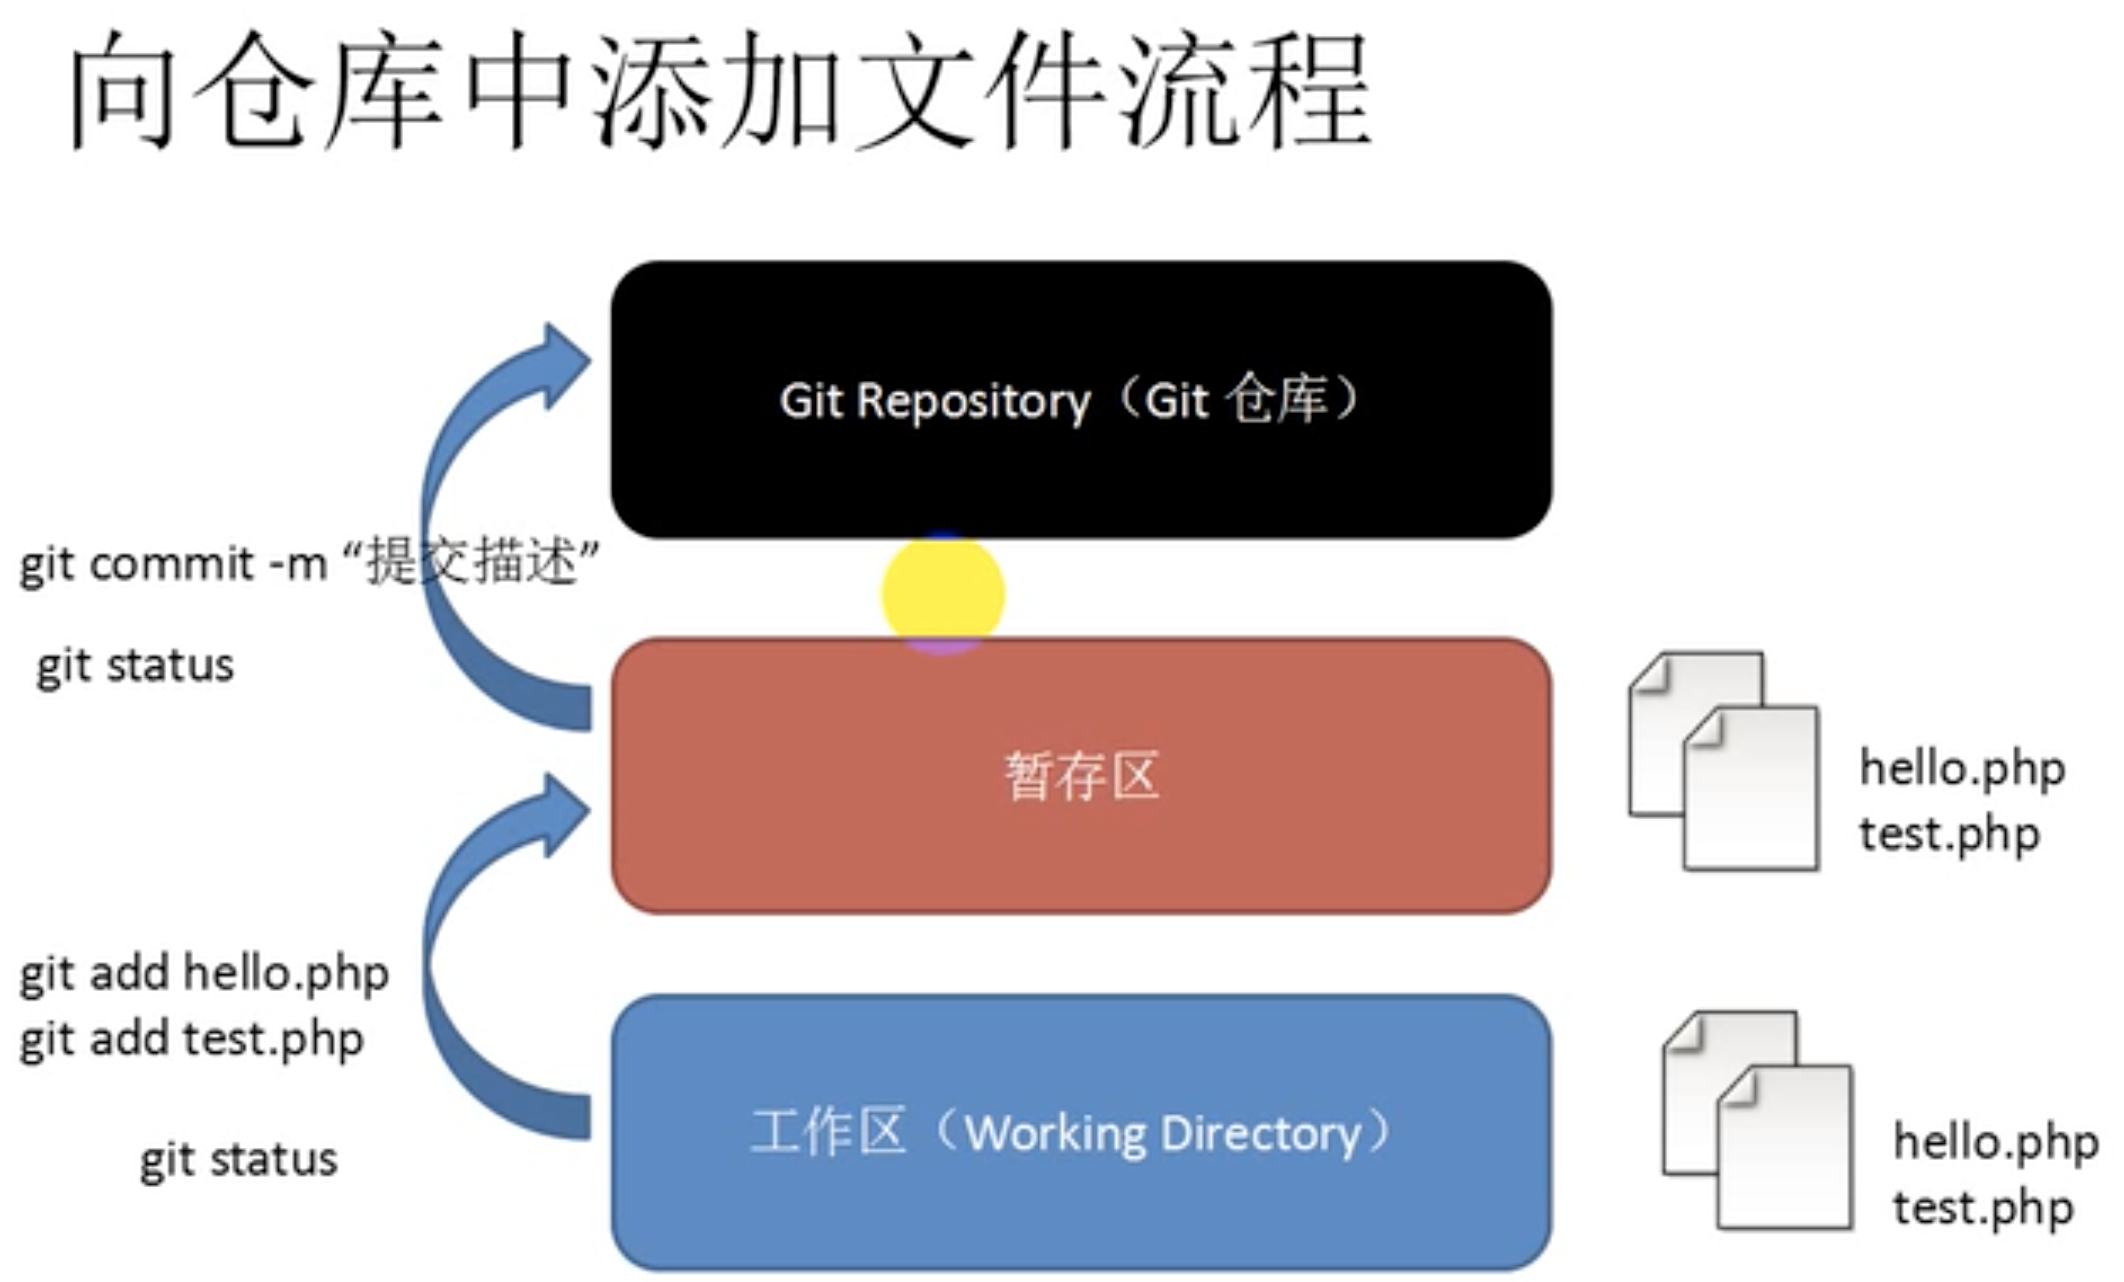 向仓库中添加文件流程
Git Repository（Git 仓库）
git commit -m “提交描述”
git status
暂存区
hello.php
test.php
git add hello.php
git add test.php
git status
工作区（Working Directory）
hello.php
test.php